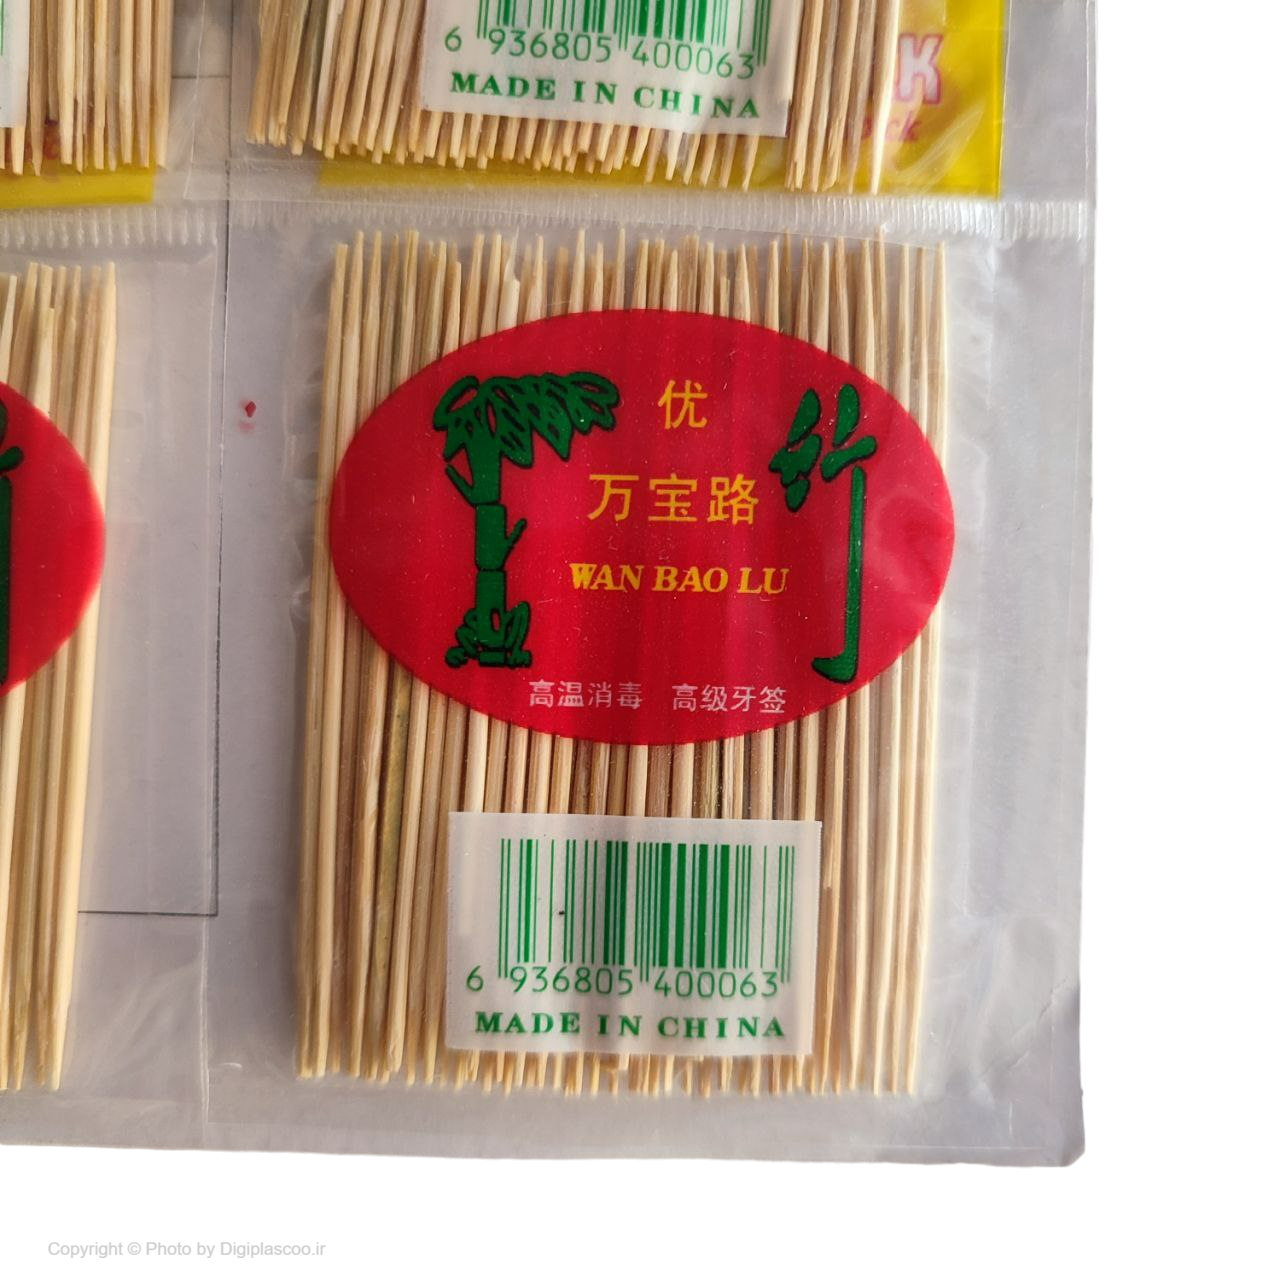 6 936805 400063
MADE IN CHINA
K
优
竹
万宝路
WAN BAO LU
高温消毒 高级牙签
6 936805 400063
MADE IN CHINA
Copyright © Photo by Digiplascoo.ir